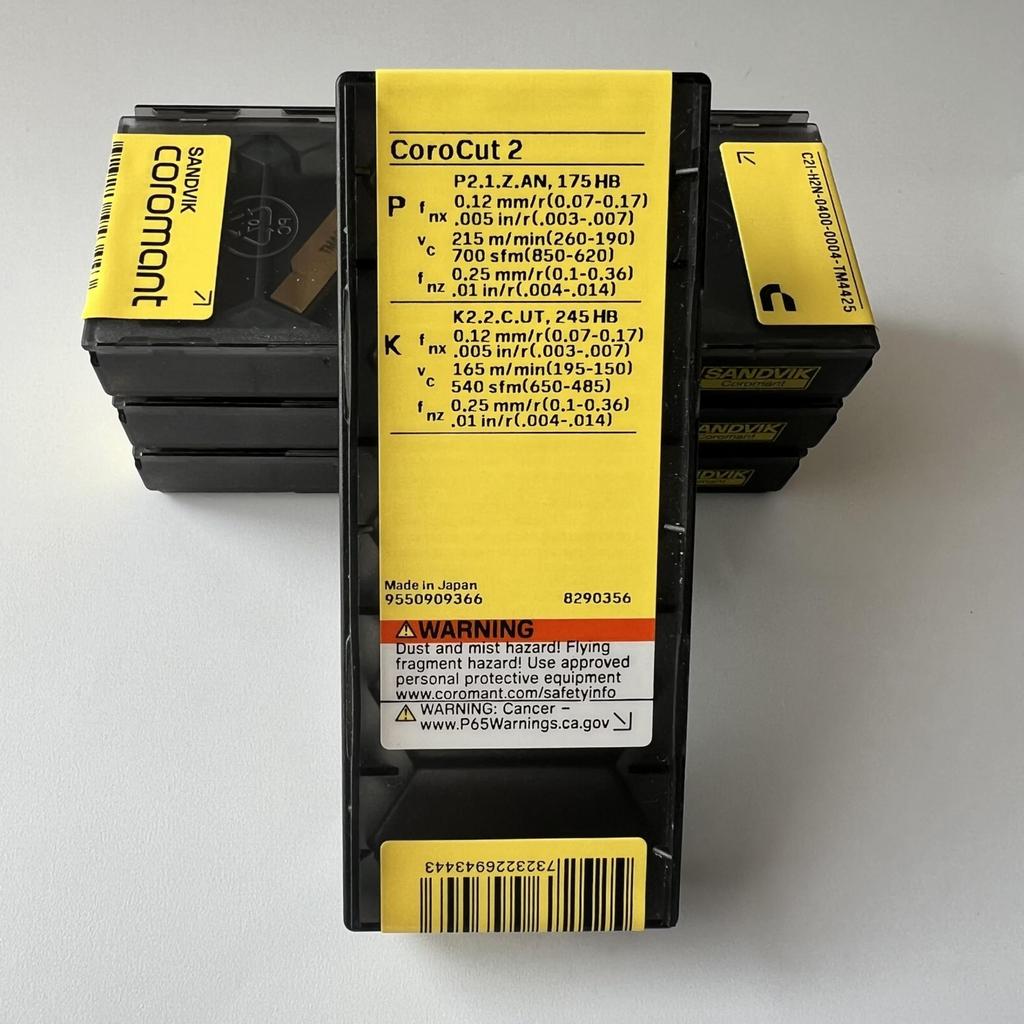 CoroCut 2
P
P2.1.Z.AN, 175 HB
fnx 0.12 mm/r(0.07-0.17)
.005 in/r(.003-.007)
vc 215 m/min(260-190)
700 sfm(850-620)
fnz 0.25 mm/r(0.1-0.36)
.01 in/r(.004-.014)
K
K2.2.C.UT, 245 HB
fnx 0.12 mm/r(0.07-0.17)
.005 in/r(.003-.007)
vc 165 m/min(195-150)
540 sfm(650-485)
fnz 0.25 mm/r(0.1-0.36)
.01 in/r(.004-.014)
Made in Japan
9550909366 8290356
WARNING
Dust and mist hazard! Flying
fragment hazard! Use approved
personal protective equipment
www.coromant.com/safetyinfo
WARNING: Cancer –
www.P65Warnings.ca.gov
7323226943443
SANDVIK
Coromant
PC
C2I-H2N-0400-0004-TM4425
SANDVIK
Coromant
SANDVIK
Coromant